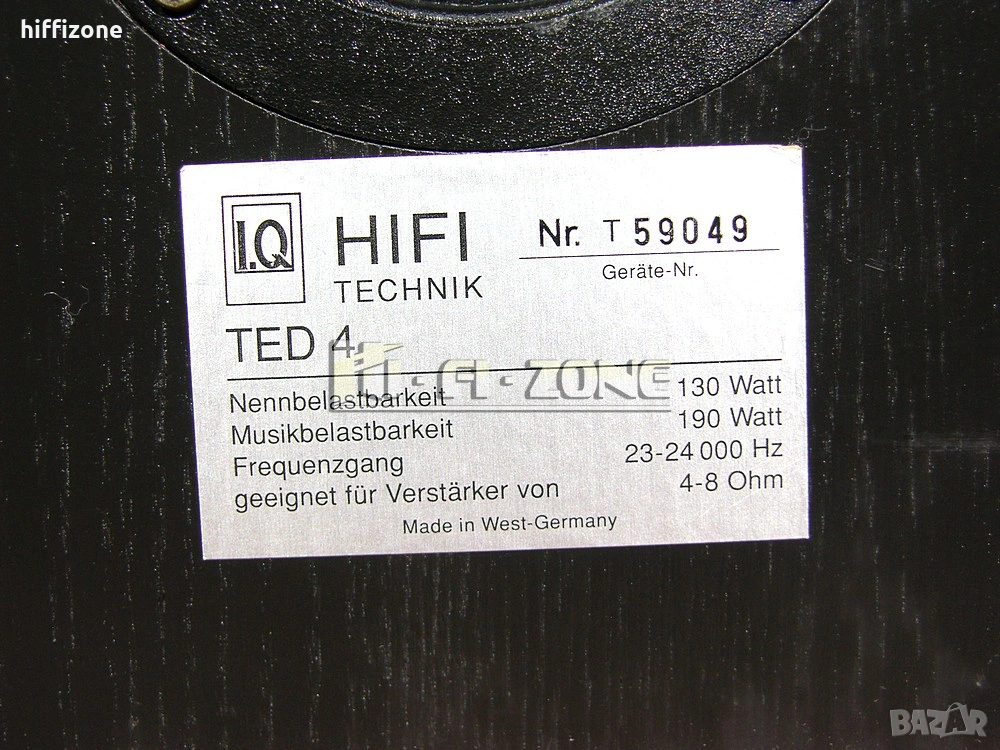 hiffizone
I.Q
HIFI
TECHNIK
Nr. T 59049
Geräte-Nr.
TED 4
HI-FI-ZONE
Nennbelastbarkeit 130 Watt
Musikbelastbarkeit 190 Watt
Frequenzgang 23-24 000 Hz
geeignet für Verstärker von 4-8 Ohm
Made in West-Germany
BAZAR